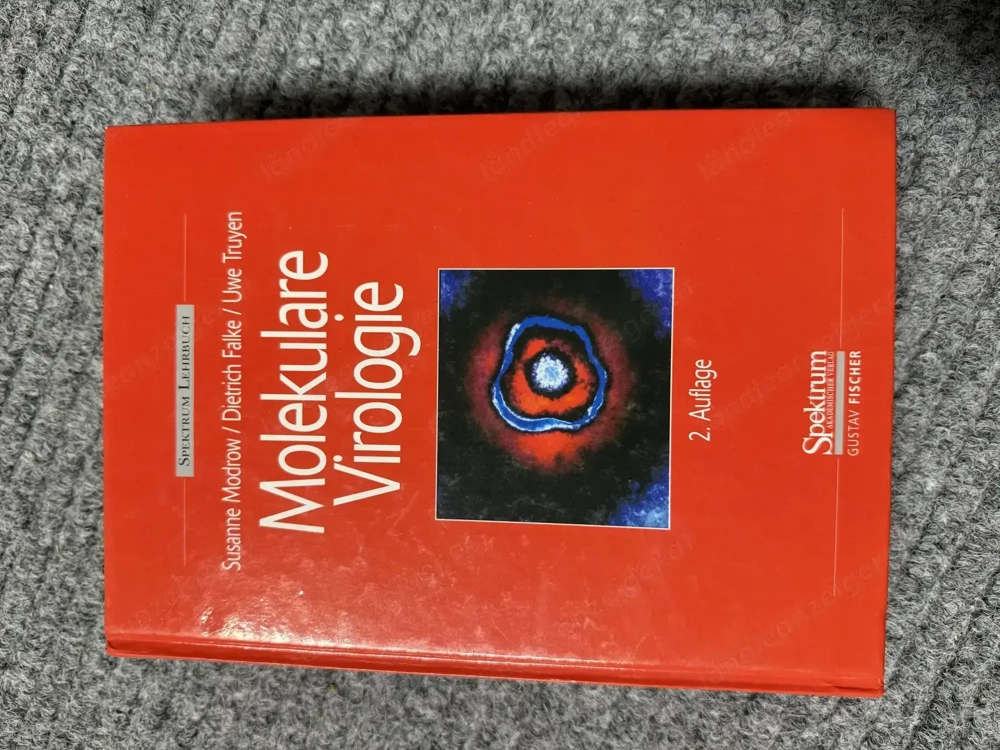 SPEKTRUM LEHRBUCH
Susanne Modrow / Dietrich Falke / Uwe Truyen
Molekulare
Virologie
2. Auflage
Spektrum
AKADEMISCHER VERLAG
GUSTAV FISCHER